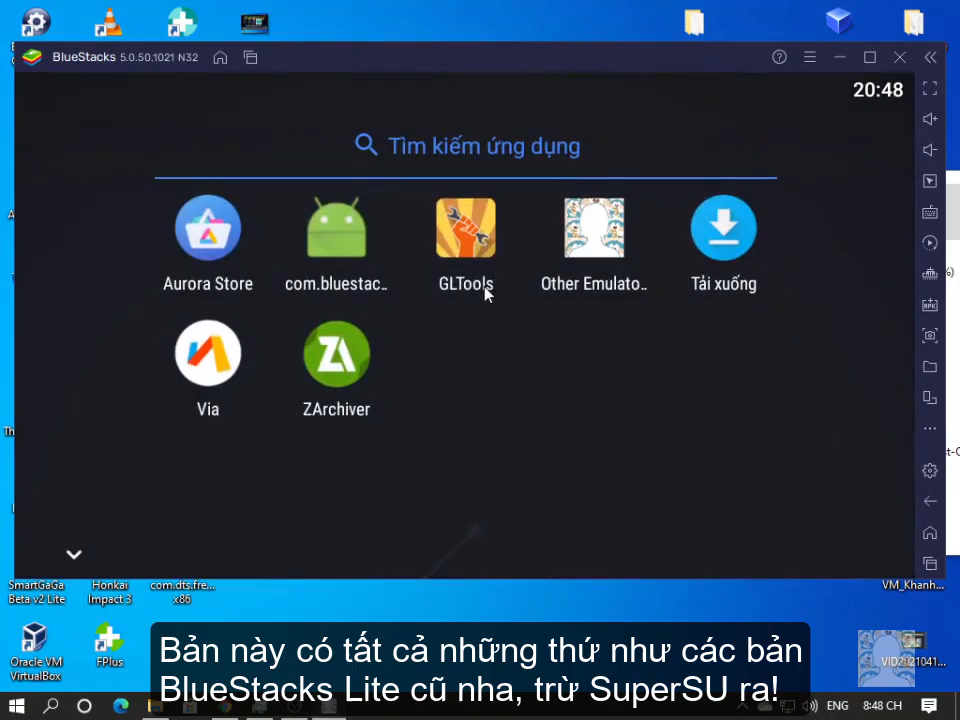 BlueStacks 5.0.50.1021 N32
20:48
Tìm kiếm ứng dụng
Aurora Store
com.bluestac..
GLTools
Other Emulato..
Tải xuống
Via
ZArchiver
SmartGaGa
Beta v2 Lite
Honkai
Impact 3
com.dts.fre...
x86
VM_Khanh...
Oracle VM
VirtualBox
FPlus
VID2021041...
Bản này có tất cả những thứ như các bản
BlueStacks Lite cũ nha, trừ SuperSU ra!
ENG
8:48 CH